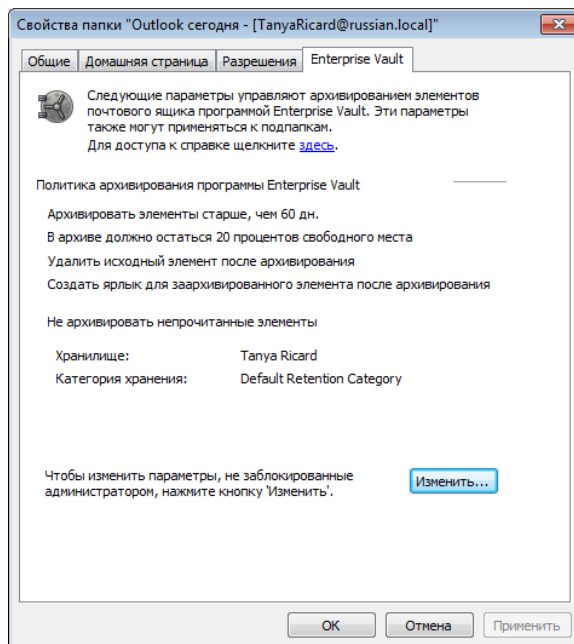 Свойства папки "Outlook сегодня - [TanyaRicard@russian.local]"
Общие Домашняя страница Разрешения Enterprise Vault
Следующие параметры управляют архивированием элементов
почтового ящика программой Enterprise Vault. Эти параметры
также могут применяться к подпапкам.
Для доступа к справке щелкните здесь.
Политика архивирования программы Enterprise Vault
Архивировать элементы старше, чем 60 дн.
В архиве должно остаться 20 процентов свободного места
Удалить исходный элемент после архивирования
Создать ярлык для заархивированного элемента после архивирования
Не архивировать непрочитанные элементы
Хранилище: Tanya Ricard
Категория хранения: Default Retention Category
Чтобы изменить параметры, не заблокированные
администратором, нажмите кнопку 'Изменить'.
Изменить...
OK Отмена Применить